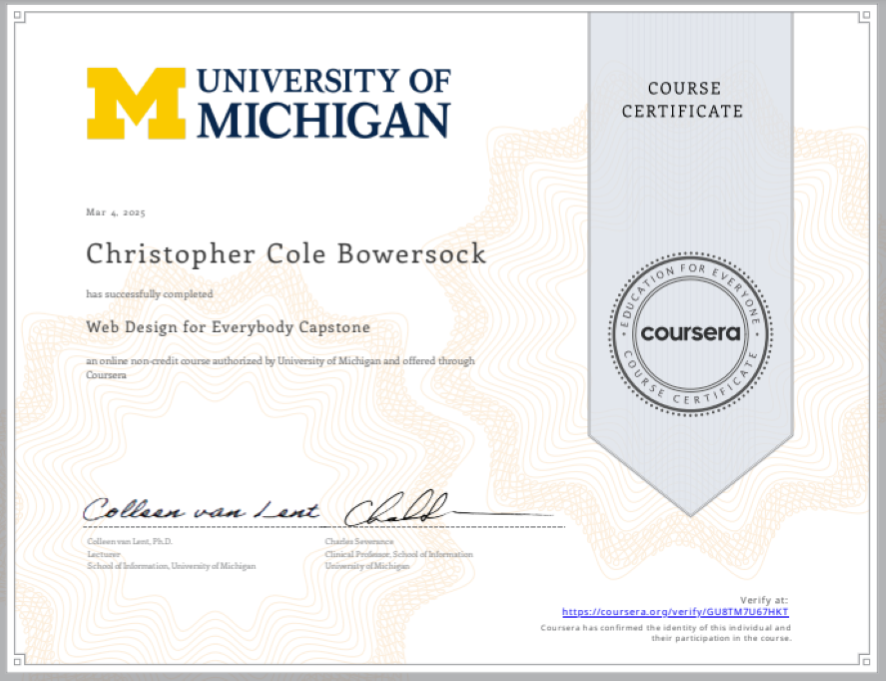 M UNIVERSITY OF
MICHIGAN
COURSE
CERTIFICATE
Mar 4, 2025
Christopher Cole Bowersock
has successfully completed
Web Design for Everybody Capstone
an online non-credit course authorized by University of Michigan and offered through
Coursera
EDUCATION FOR EVERYONE
coursera
COURSE CERTIFICATE
Colleen van Lent
Colleen van Lent, Ph.D.
Lecturer
School of Information, University of Michigan
Charles Severance
Clinical Professor, School of Information
University of Michigan
Verify at:
https://coursera.org/verify/GU8TM7U67HKT
Coursera has confirmed the identity of this individual and
their participation in the course.